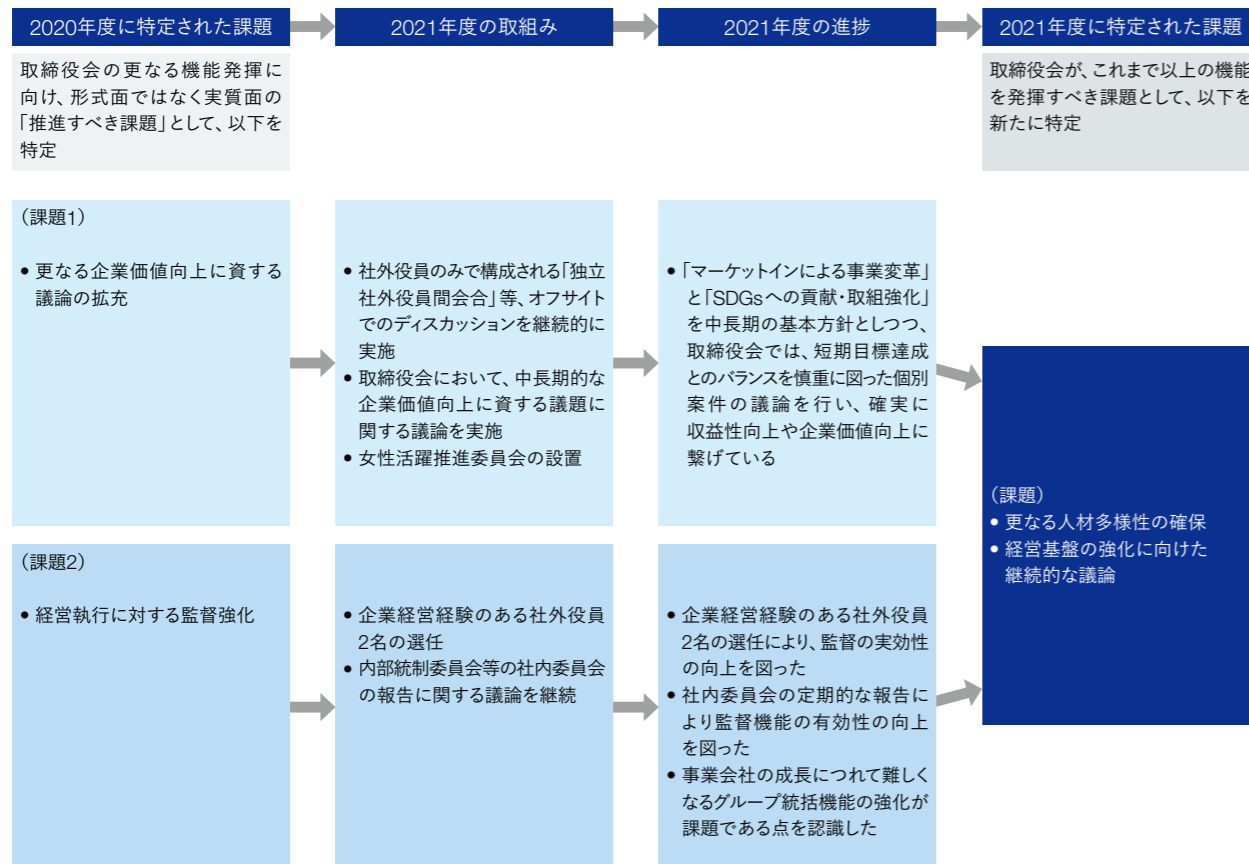 2020年度に特定された課題
2021年度の取組み
2021年度の進捗
2021年度に特定された課題
取締役会の更なる機能発揮に
向け、形式面ではなく実質面の
「推進すべき課題」として、以下を
特定
取締役会が、これまで以上の機能
を発揮すべき課題として、以下を
新たに特定
（課題1）
• 更なる企業価値向上に資する
議論の拡充
• 社外役員のみで構成される「独立
社外役員間会合」等、オフサイト
でのディスカッションを継続的に
実施
• 取締役会において、中長期的な
企業価値向上に資する議題に
関する議論を実施
• 女性活躍推進委員会の設置
• 「マーケットインによる事業変革」
と「SDGsへの貢献・取組強化」
を中長期の基本方針としつつ、
取締役会では、短期目標達成
とのバランスを慎重に図った個別
案件の議論を行い、確実に
収益性向上や企業価値向上に
繋げている
（課題2）
• 経営執行に対する監督強化
• 企業経営経験のある社外役員
2名の選任
• 内部統制委員会等の社内委員会
の報告に関する議論を継続
• 企業経営経験のある社外役員
2名の選任により、監督の実効性
の向上を図った
• 社内委員会の定期的な報告に
より監督機能の有効性の向上
を図った
• 事業会社の成長につれて難しく
なるグループ統括機能の強化が
課題である点を認識した
（課題）
• 更なる人材多様性の確保
• 経営基盤の強化に向けた
継続的な議論